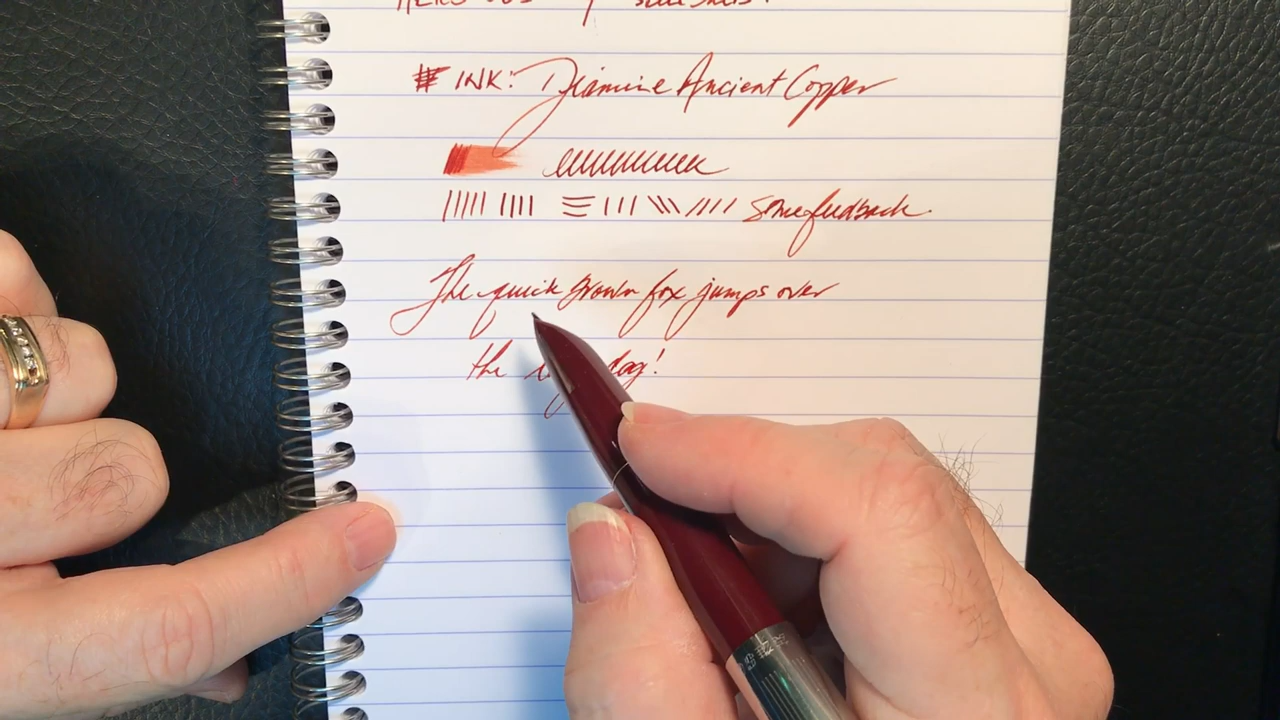 # INK: Diamine Ancient Copper
some feedback.
The quick brown fox jumps over
the dog!